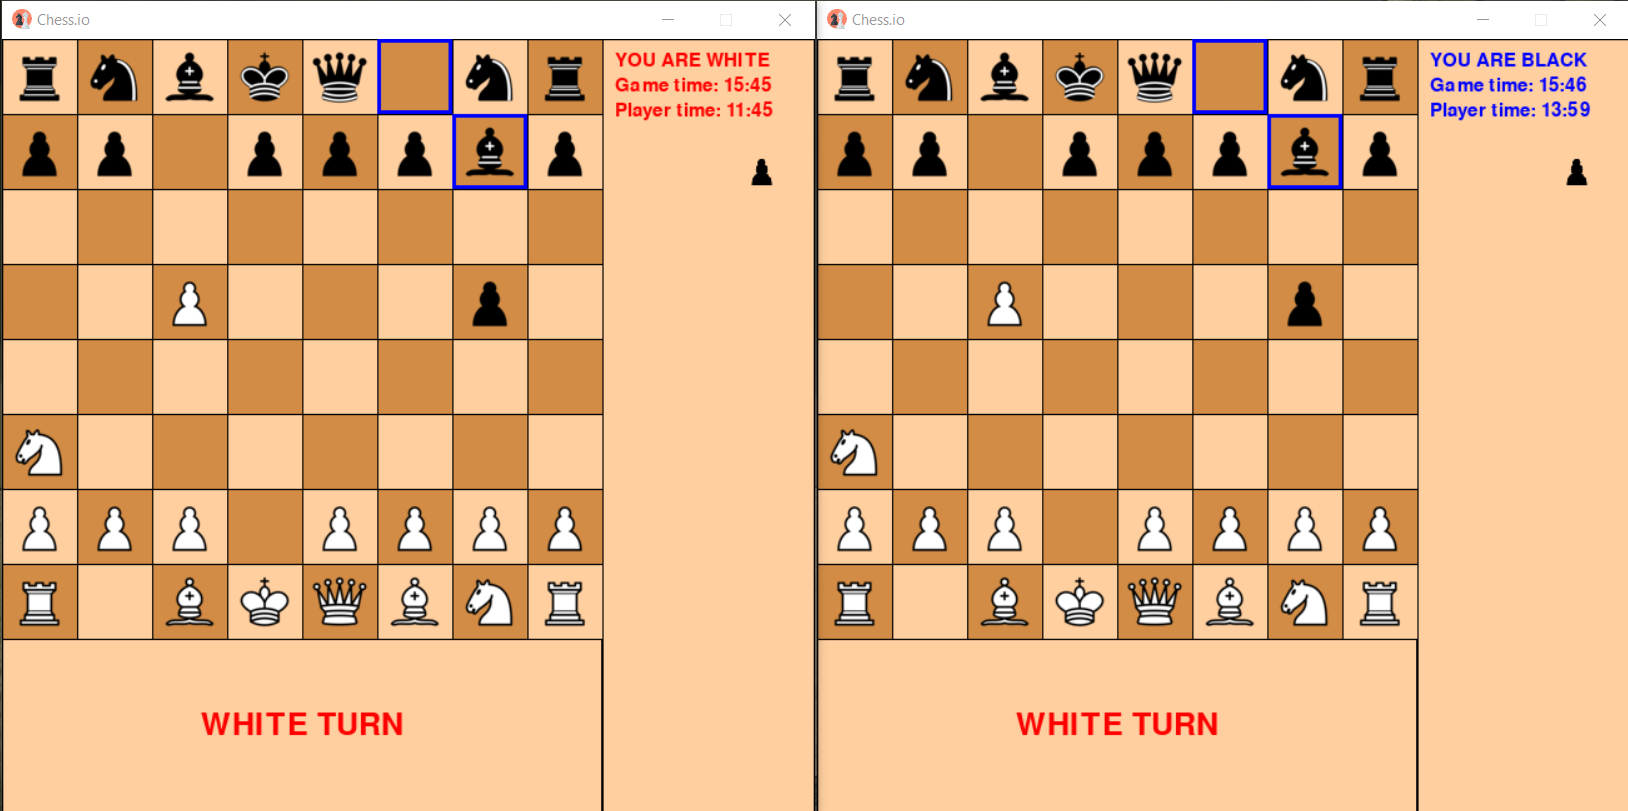 Chess.io
YOU ARE WHITE
Game time: 15:45
Player time: 11:45
WHITE TURN
Chess.io
YOU ARE BLACK
Game time: 15:46
Player time: 13:59
WHITE TURN